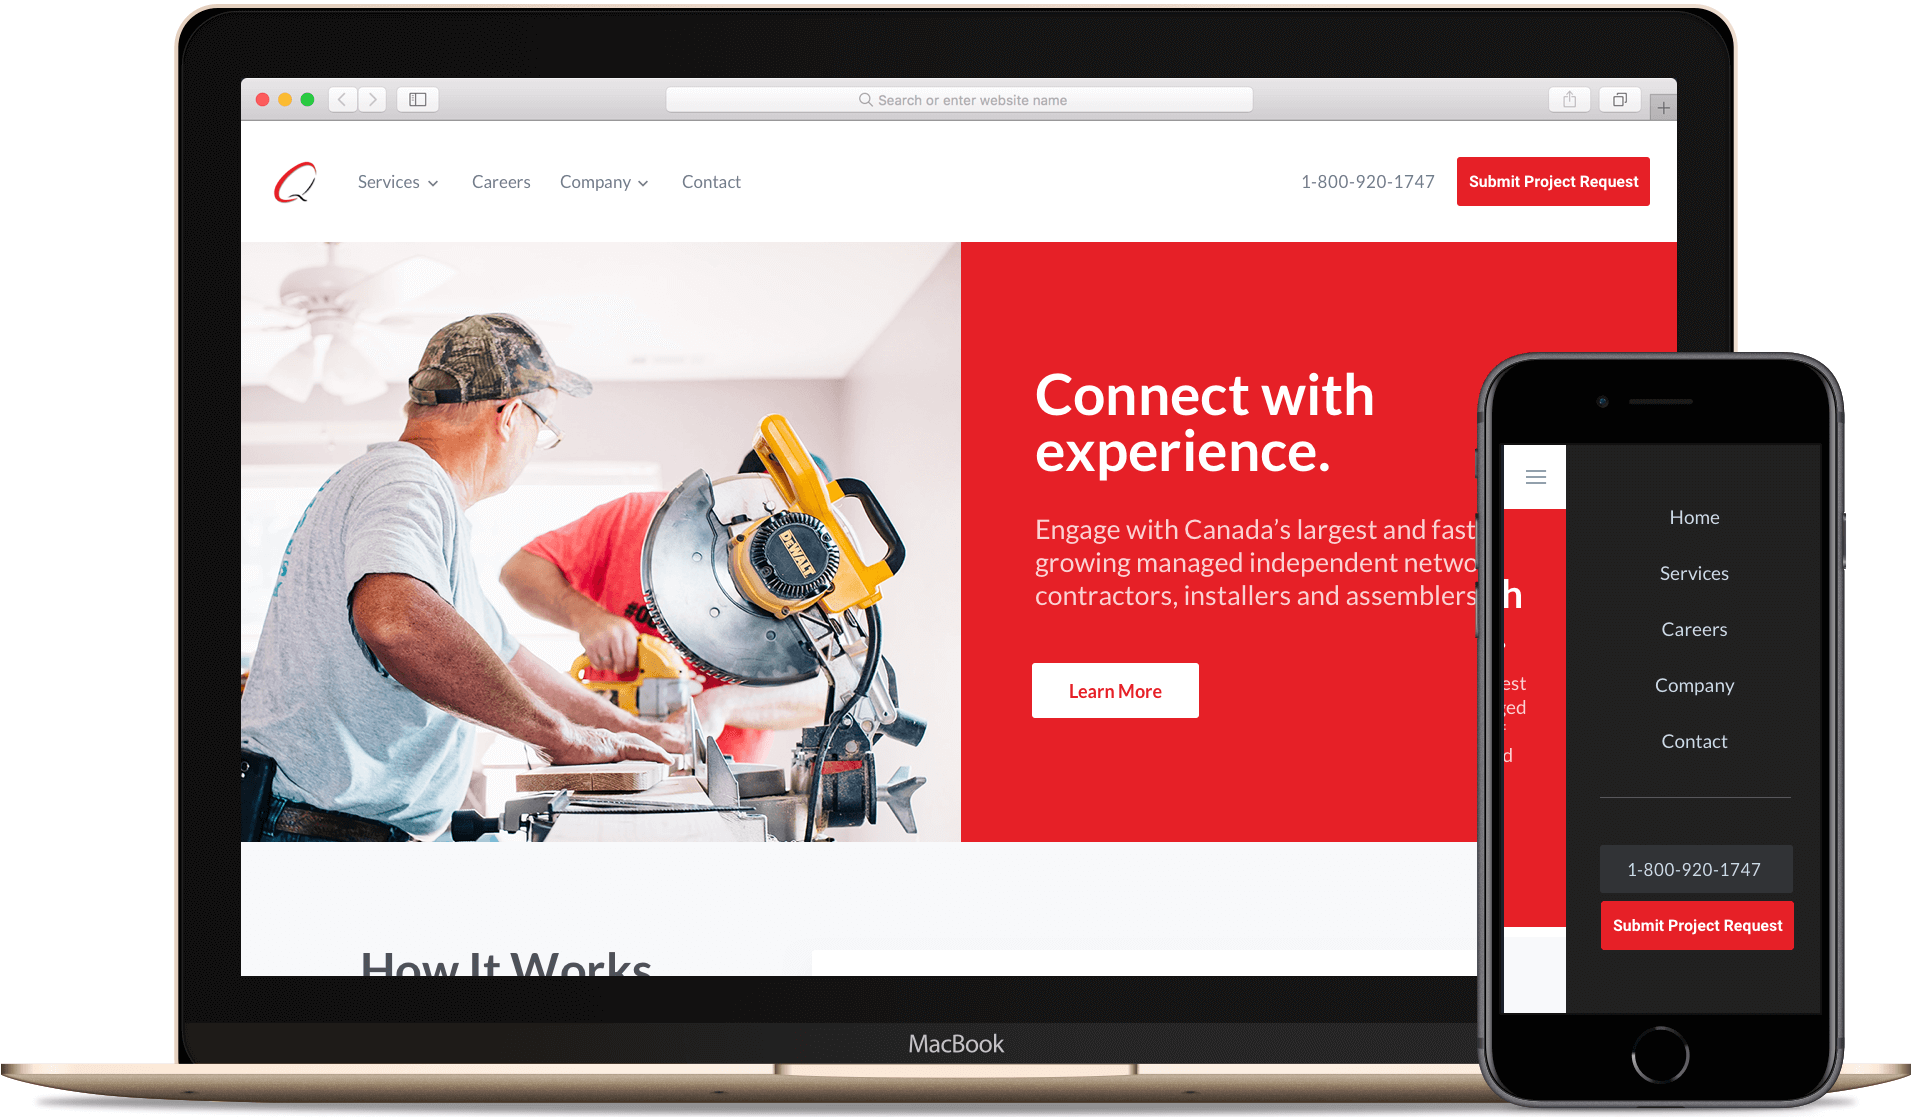 Search or enter website name
Q
Services
Careers
Company
Contact
1-800-920-1747
Submit Project Request
DEWALT
Connect with
experience.
Engage with Canada's largest and fast
growing managed independent netwo
contractors, installers and assemblers
Learn More
How It Works
MacBook
h
,
est
ged
d
Home
Services
Careers
Company
Contact
1-800-920-1747
Submit Project Request